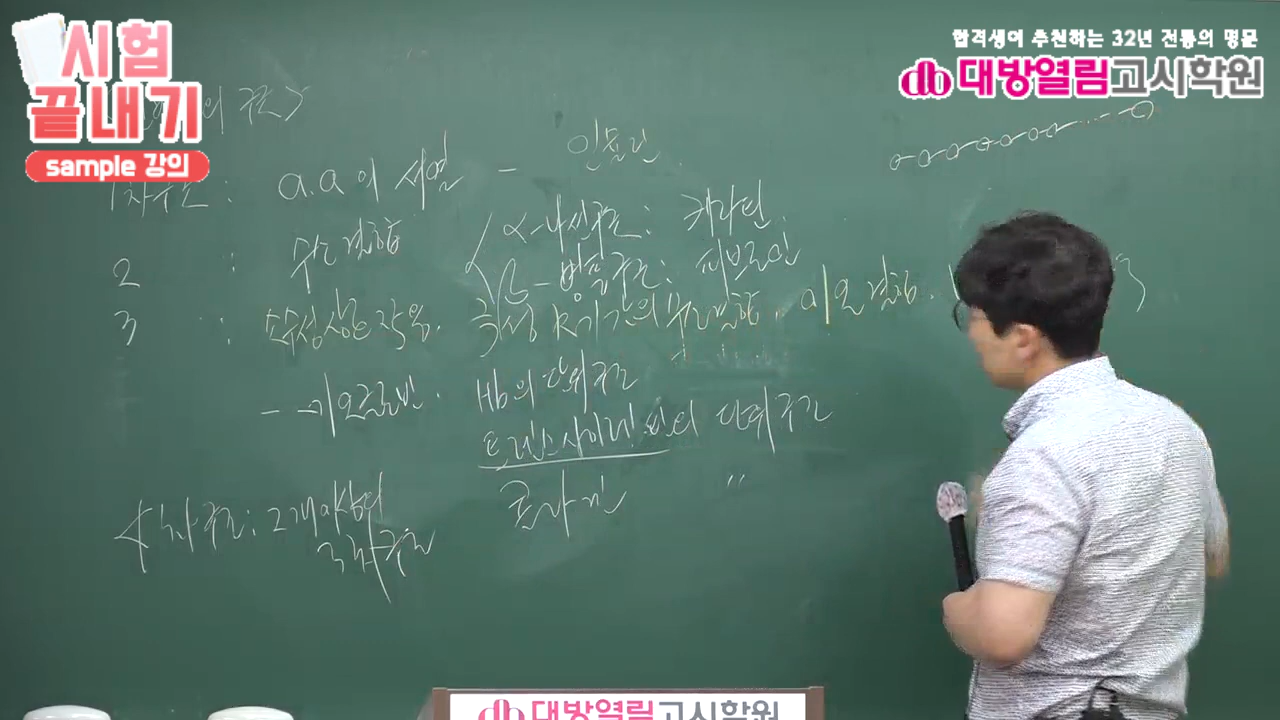 시험
끝내기
sample 강의
합격생이 추천하는 32년 전통의 명문
대방열림고시학원
의 구조>
1차구조: a.a의 서열 - 인슐린
2 〃 : 수소결합 < α-나선구조: 케라틴
β-병풍구조: 피브로인
3 〃 : 소수성 상호작용. 극성 R기간의 수소결합. 이온결합.
- 미오글로빈. Hb의 단위구조
트랜스사이레틴의 단위구조
4차구조: 2개이상의 3차구조
콜라겐 〃
대방열림고시학원